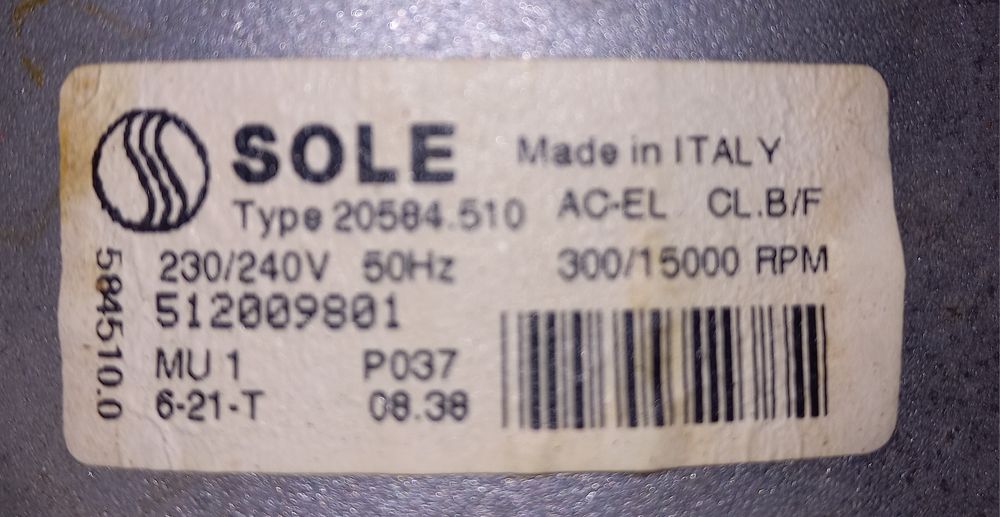 SOLE Made in ITALY
Type 20584.510 AC-EL CL.B/F
230/240V 50Hz 300/15000 RPM
512009801
MU 1 P037
6-21-T 08.38
584510.0